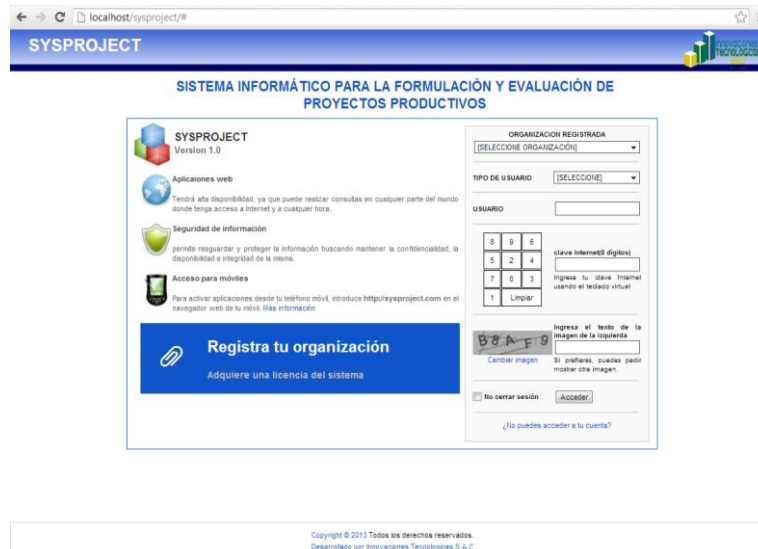 localhost/sysproject/#
SYSPROJECT
Innovaciones
TECNOLOGICAS
SISTEMA INFORMÁTICO PARA LA FORMULACIÓN Y EVALUACIÓN DE
PROYECTOS PRODUCTIVOS
SYSPROJECT
Version 1.0
Aplicaiones web
Tendrá alta disponibilidad, ya que puede realizar consultas en cualquier parte del mundo
donde tenga acceso a internet y a cualquier hora.
Seguridad de información
permite resguardar y proteger la información buscando mantener la confidencialidad, la
disponibilidad e integridad de la misma.
Acceso para móviles
Para activar aplicaciones desde tu teléfono móvil, introduce http://sysproject.com en el
navegador web de tu móvil. Más información
Registra tu organización
Adquiere una licencia del sistema
ORGANIZACION REGISTRADA
[SELECCIONE ORGANIZACIÓN]
TIPO DE USUARIO [SELECCIONE]
USUARIO
8 9 6
5 2 4
7 0 3
1 Limpiar
clave Internet(8 digitos)
Ingresa tu clave Internet
usando el teclado virtual
B8AF9
Cambiar imagen
Ingresa el texto de la
imagen de la izquierda
Si prefieres, puedes pedir
mostrar otra imagen.
No cerrar sesión Acceder
¿No puedes acceder a tu cuenta?
Copyright © 2013 Todos los derechos reservados.
Desarrollado por Innovaciones Tecnologicas S.A.C